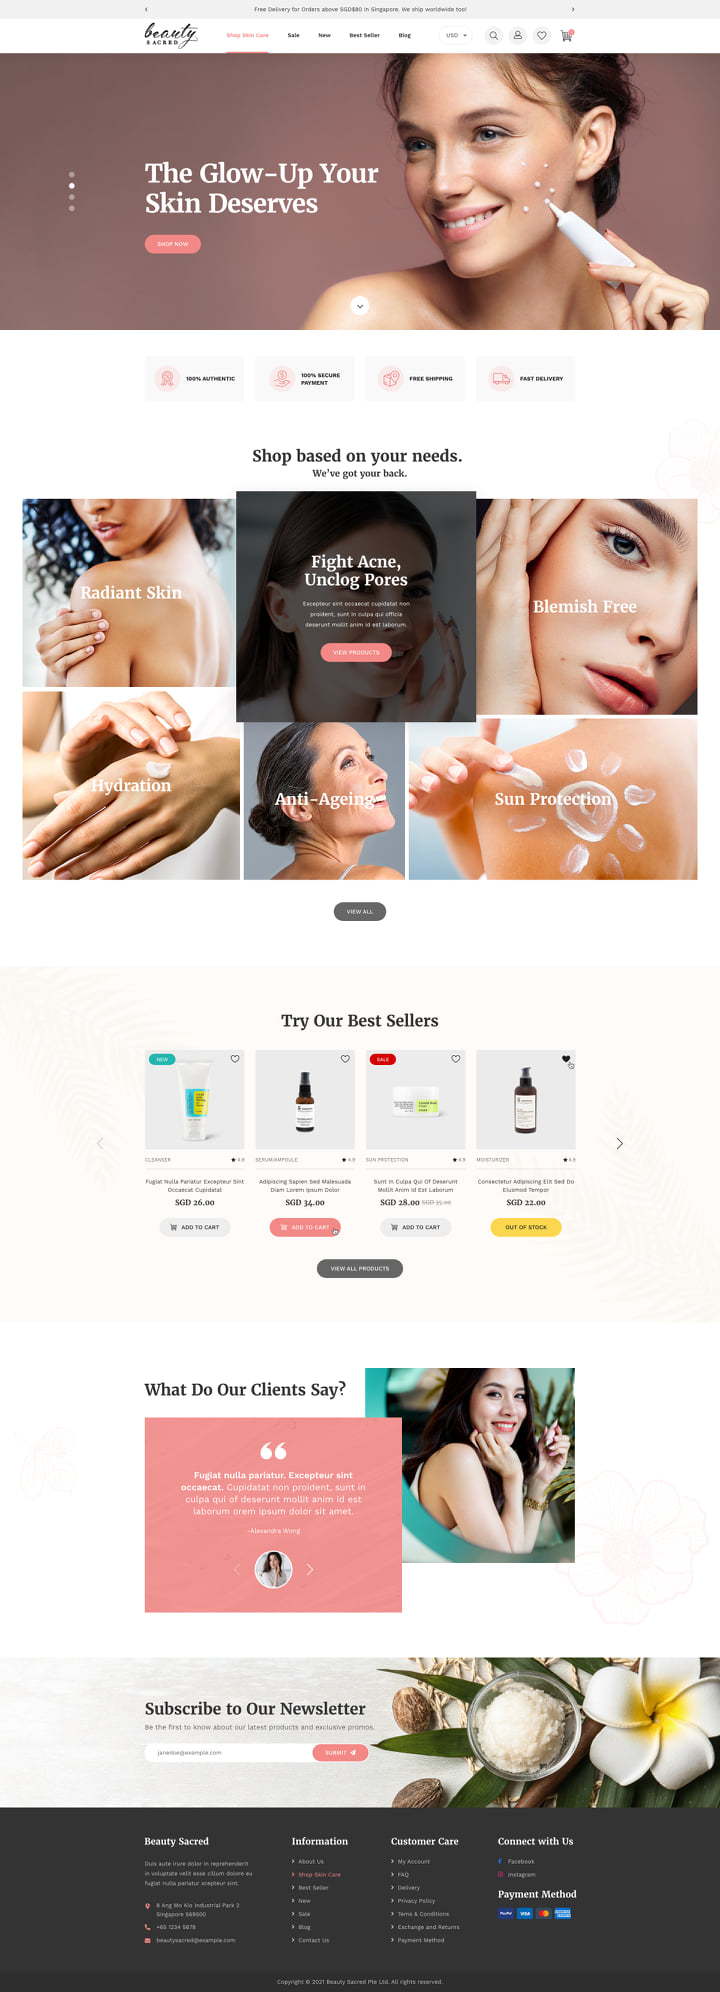 Free Delivery for Orders above SGD$80 in Singapore. We ship worldwide too!
beauty
SACRED
Shop Skin Care
Sale
New
Best Seller
Blog
USD
The Glow-Up Your
Skin Deserves
SHOP NOW
100% AUTHENTIC
100% SECURE
PAYMENT
FREE SHIPPING
FAST DELIVERY
Shop based on your needs.
We've got your back.
Radiant Skin
Fight Acne,
Unclog Pores
Excepteur sint occaecat cupidatat non
proident, sunt in culpa qui officia
deserunt mollit anim id est laborum.
VIEW PRODUCTS
Blemish Free
Hydration
Anti-Ageing
Sun Protection
VIEW ALL
Try Our Best Sellers
NEW
CLEANSER
4.9
Fugiat Nulla Pariatur Excepteur Sint
Occaecat Cupidatat
SGD 26.00
ADD TO CART
SERUM/AMPOULE
4.9
Adipiscing Sapien Sed Malesuada
Diam Lorem Ipsum Dolor
SGD 34.00
ADD TO CART
SALE
SUN PROTECTION
4.9
Sunt In Culpa Qui Of Deserunt
Mollit Anim Id Est Laborum
SGD 28.00 SGD 35.00
ADD TO CART
MOISTURIZER
4.9
Consectetur Adipiscing Elit Sed Do
Eiusmod Tempor
SGD 22.00
OUT OF STOCK
VIEW ALL PRODUCTS
What Do Our Clients Say?
Fugiat nulla pariatur. Excepteur sint
occaecat. Cupidatat non proident, sunt in
culpa qui of deserunt mollit anim id est
laborum orem ipsum dolor sit amet.
-Alexandra Wong
Subscribe to Our Newsletter
Be the first to know about our latest products and exclusive promos.
janedoe@example.com
SUBMIT
Beauty Sacred
Duis aute irure dolor in reprehenderit
in voluptate velit esse cillum dolore eu
fugiat nulla pariatur xcepteur sint.
8 Ang Mo Kio Industrial Park 2
Singapore 569500
+65 1234 5678
beautysacred@example.com
Information
About Us
Shop Skin Care
Best Seller
New
Sale
Blog
Contact Us
Customer Care
My Account
FAQ
Delivery
Privacy Policy
Tems & Conditions
Exchange and Returns
Payment Method
Connect with Us
Facebook
Instagram
Payment Method
PayPal
VISA
Copyright © 2021 Beauty Sacred Pte Ltd. All rights reserved.